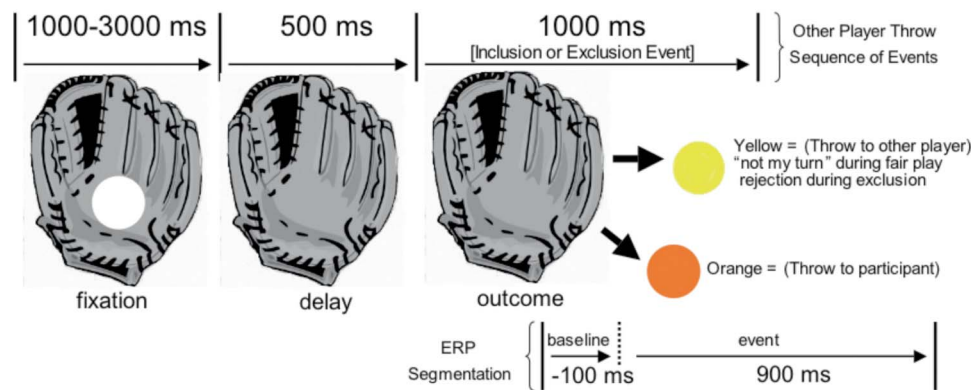 1000-3000 ms
500 ms
1000 ms
[Inclusion or Exclusion Event]
Other Player Throw
Sequence of Events
Yellow = (Throw to other player)
“not my turn” during fair play
rejection during exclusion
Orange = (Throw to participant)
fixation
delay
outcome
ERP
Segmentation
baseline
event
-100 ms
900 ms